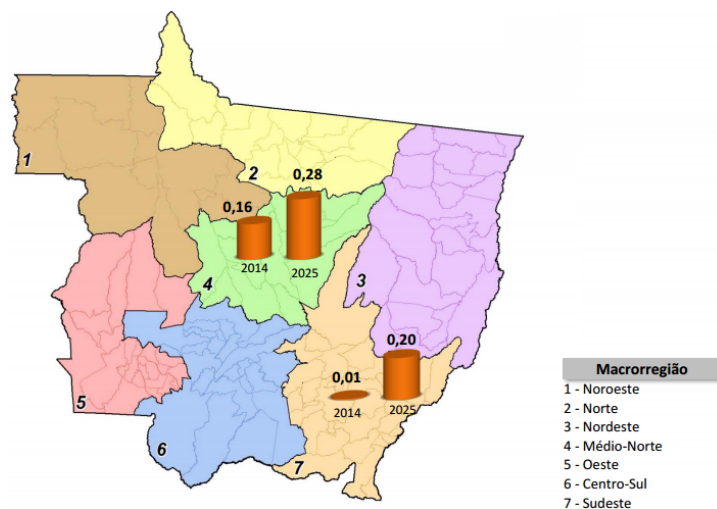 1
2
0,28
0,16
2014
2025
4
3
0,20
0,01
2014
2025
5
6
7
Macrorregião
1 - Noroeste
2 - Norte
3 - Nordeste
4 - Médio-Norte
5 - Oeste
6 - Centro-Sul
7 - Sudeste